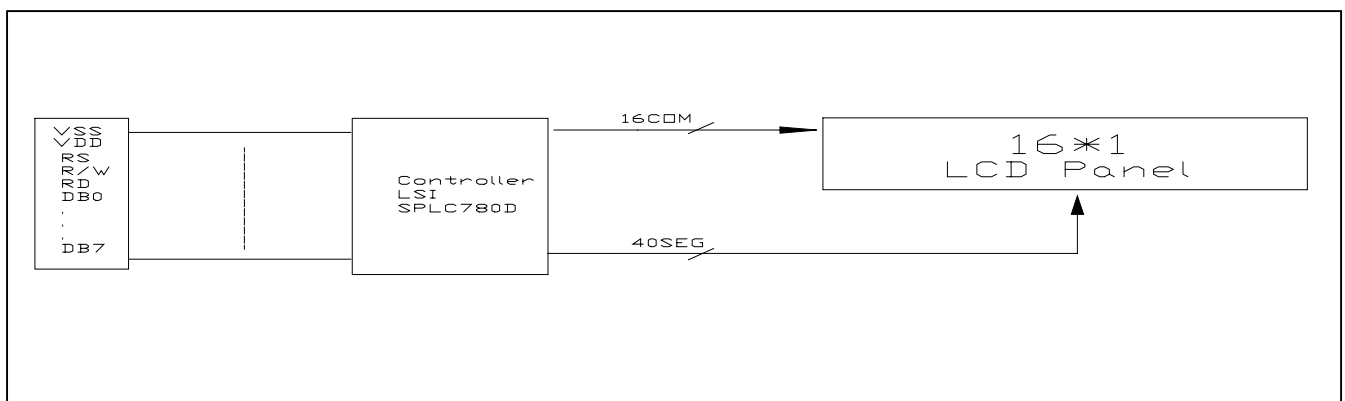 VSS
VDD
RS
R/W
RD
DB0
.
.
.
DB7
Controller
LSI
SPLC780D
16COM
40SEG
16*1
LCD Panel